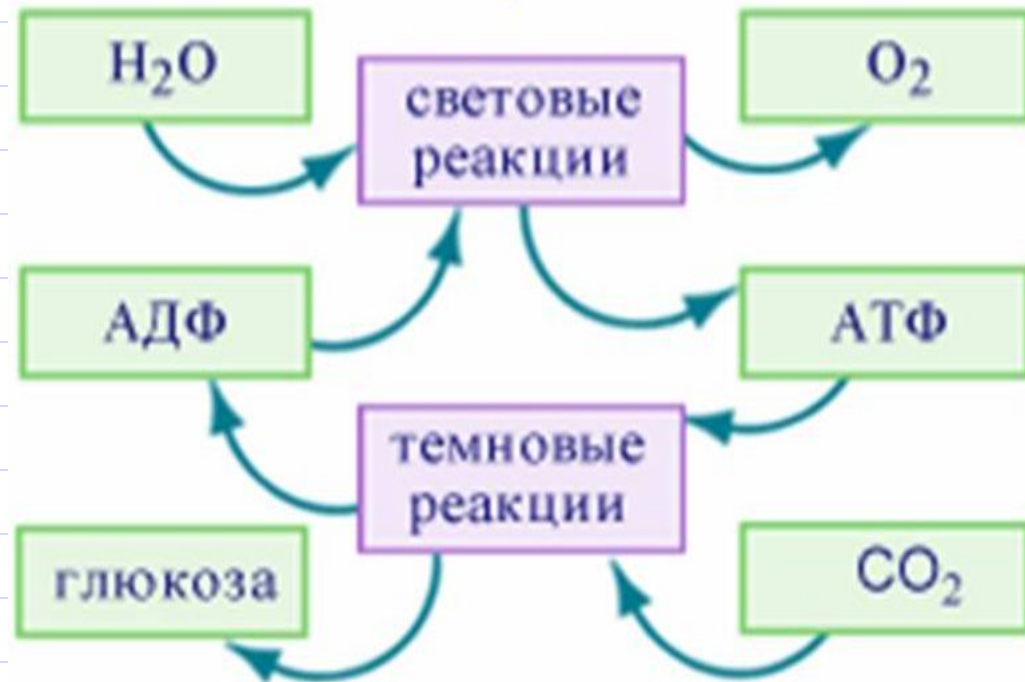 H₂O
световые
реакции
O₂
АДФ
АТФ
темновые
реакции
глюкоза
CO₂